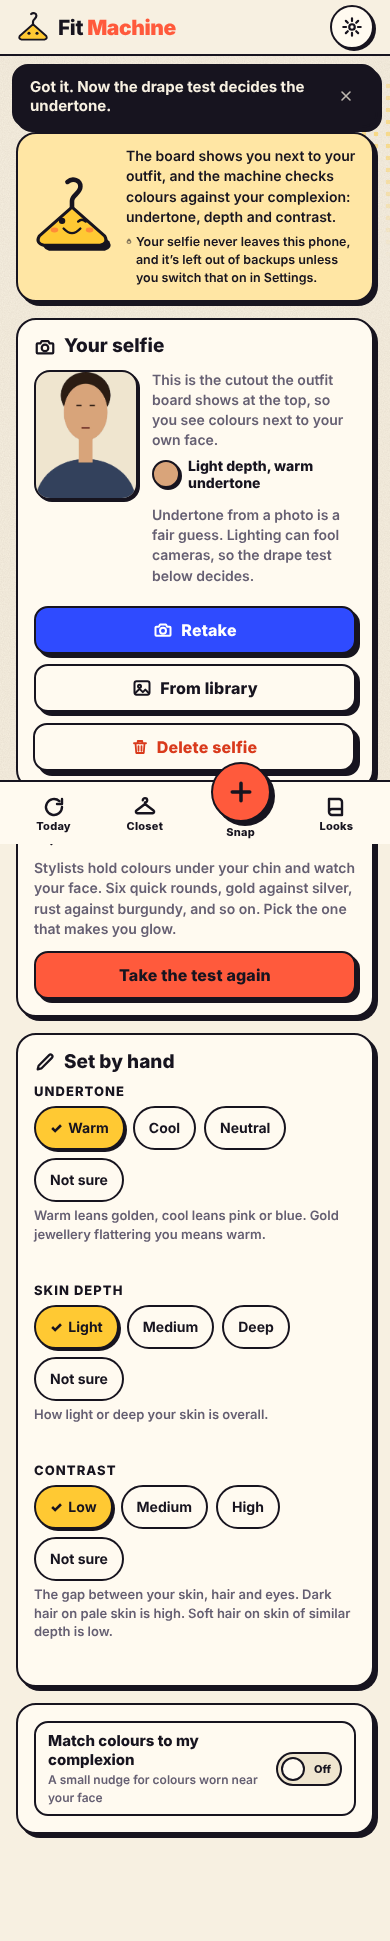 Fit Machine
Got it. Now the drape test decides the
undertone.
The board shows you next to your
outfit, and the machine checks
colours against your complexion:
undertone, depth and contrast.
Your selfie never leaves this phone,
and it's left out of backups unless
you switch that on in Settings.
Your selfie
This is the cutout the outfit
board shows at the top, so
you see colours next to your
own face.
Light depth, warm
undertone
Undertone from a photo is a
fair guess. Lighting can fool
cameras, so the drape test
below decides.
Retake
From library
Delete selfie
Today
Closet
Snap
Looks
Stylists hold colours under your chin and watch
your face. Six quick rounds, gold against silver,
rust against burgundy, and so on. Pick the one
that makes you glow.
Take the test again
Set by hand
UNDERTONE
Warm Cool Neutral
Not sure
Warm leans golden, cool leans pink or blue. Gold
jewellery flattering you means warm.
SKIN DEPTH
Light Medium Deep
Not sure
How light or deep your skin is overall.
CONTRAST
Low Medium High
Not sure
The gap between your skin, hair and eyes. Dark
hair on pale skin is high. Soft hair on skin of similar
depth is low.
Match colours to my
complexion
A small nudge for colours worn near
your face
Off